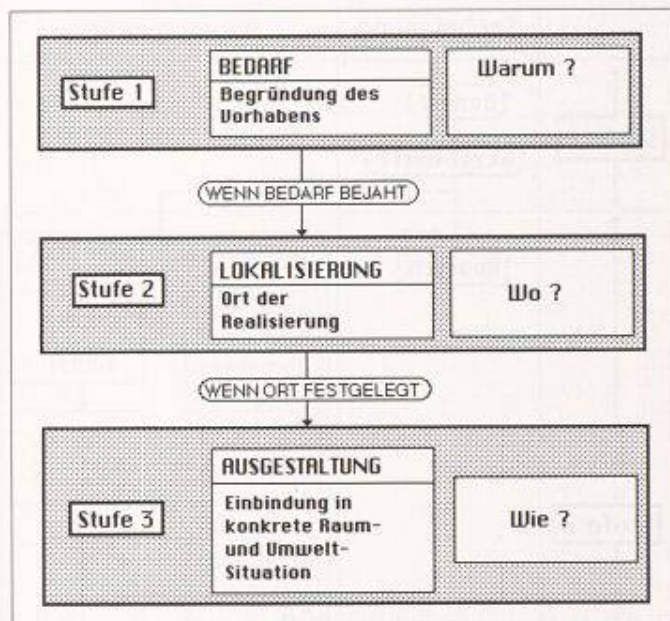 Stufe 1
BEDARF
Begründung des
Vorhabens
Warum ?
WENN BEDARF BEJAHT
Stufe 2
LOKALISIERUNG
Ort der
Realisierung
Wo ?
WENN ORT FESTGELEGT
Stufe 3
AUSGESTALTUNG
Einbindung in
konkrete Raum-
und Umwelt-
Situation
Wie ?